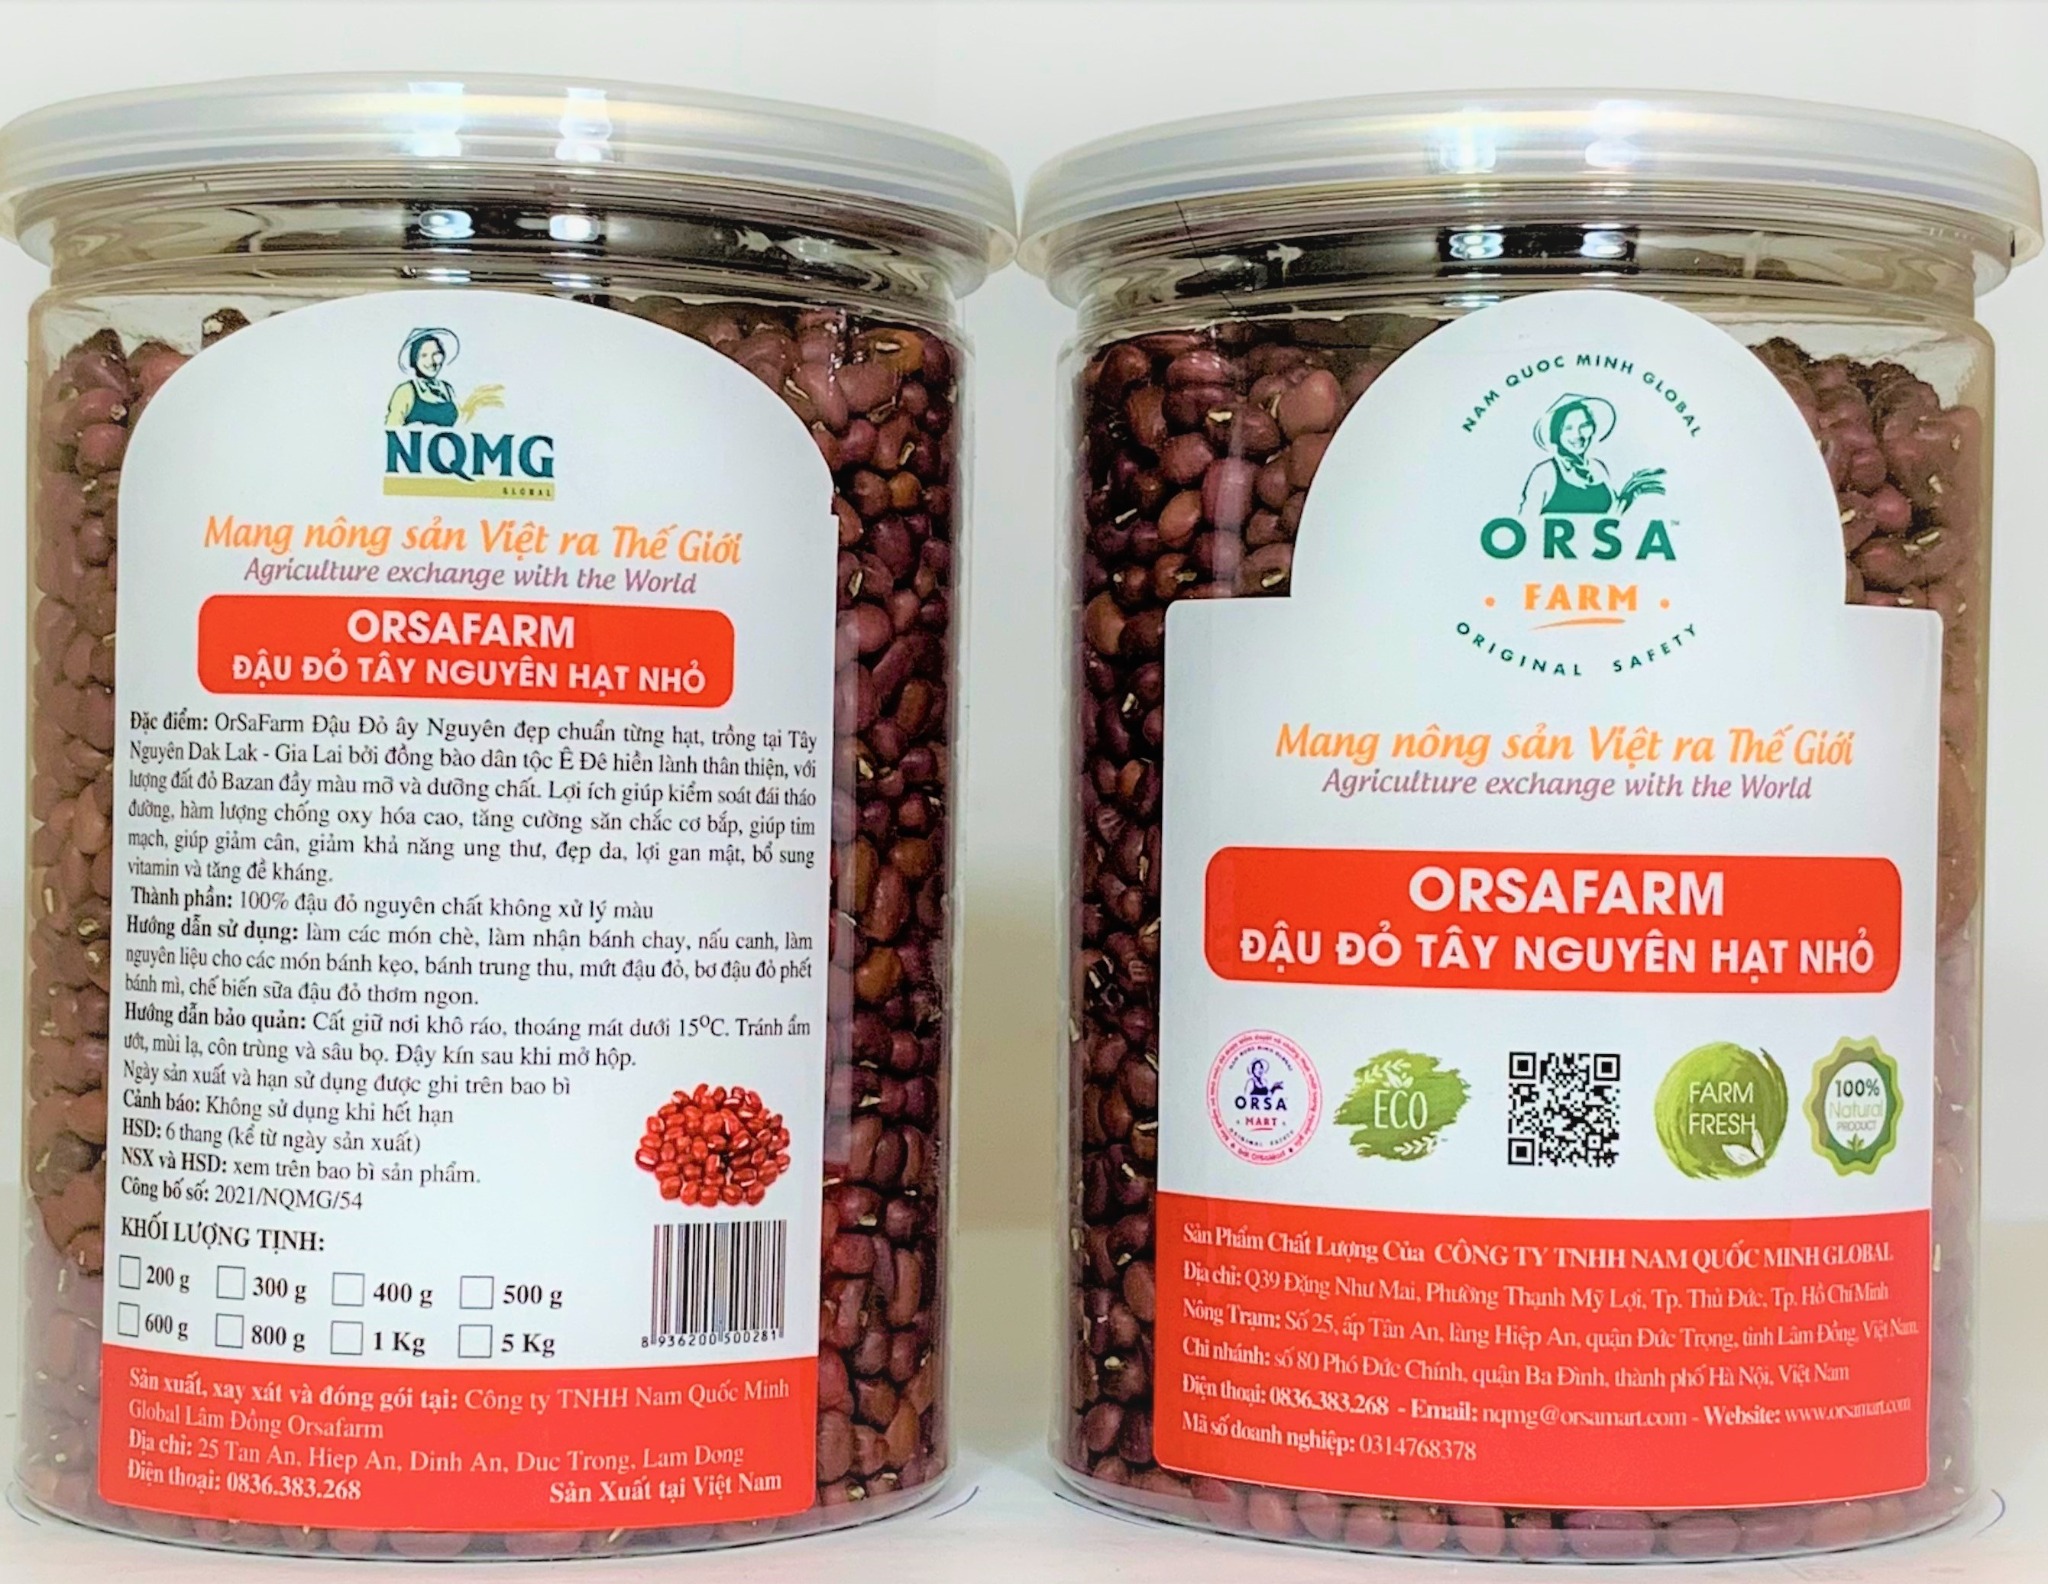 NQMG
GLOBAL
Mang nông sản Việt ra Thế Giới
Agriculture exchange with the World
ORSAFARM
ĐẬU ĐỎ TÂY NGUYÊN HẠT NHỎ
Đặc điểm: OrSaFarm Đậu Đỏ ây Nguyên đẹp chuẩn từng hạt, trồng tại Tây
Nguyên Dak Lak - Gia Lai bởi đồng bào dân tộc Ê Đê hiền lành thân thiện, với
lượng đất đỏ Bazan đầy màu mỡ và dưỡng chất. Lợi ích giúp kiểm soát đái tháo
đường, hàm lượng chống oxy hóa cao, tăng cường săn chắc cơ bắp, giúp tim
mạch, giúp giảm cân, giảm khả năng ung thư, đẹp da, lợi gan mật, bổ sung
vitamin và tăng đề kháng.
Thành phần: 100% đậu đỏ nguyên chất không xử lý màu
Hướng dẫn sử dụng: làm các món chè, làm nhận bánh chay, nấu canh, làm
nguyên liệu cho các món bánh kẹo, bánh trung thu, mứt đậu đỏ, bơ đậu đỏ phết
bánh mì, chế biến sữa đậu đỏ thơm ngon.
Hướng dẫn bảo quản: Cất giữ nơi khô ráo, thoáng mát dưới 15ºC. Tránh ẩm
ướt, mùi lạ, côn trùng và sâu bọ. Đậy kín sau khi mở hộp.
Ngày sản xuất và hạn sử dụng được ghi trên bao bì
Cảnh báo: Không sử dụng khi hết hạn
HSD: 6 thang (kể từ ngày sản xuất)
NSX và HSD: xem trên bao bì sản phẩm.
Công bố số: 2021/NQMG/54
KHỐI LƯỢNG TỊNH:
200 g 300 g 400 g 500 g
600 g 800 g 1 Kg 5 Kg
8 936200 500281
Sản xuất, xay xát và đóng gói tại: Công ty TNHH Nam Quốc Minh
Global Lâm Đồng Orsafarm
Địa chỉ: 25 Tan An, Hiep An, Dinh An, Duc Trong, Lam Dong
Điện thoại: 0836.383.268 Sản Xuất tại Việt Nam
NAM QUOC MINH GLOBAL
ORSA™
FARM
ORIGINAL SAFETY
Mang nông sản Việt ra Thế Giới
Agriculture exchange with the World
ORSAFARM
ĐẬU ĐỎ TÂY NGUYÊN HẠT NHỎ
ORSA
MART
ECO
FARM
FRESH
100%
Natural
PRODUCT
Sản Phẩm Chất Lượng Của CÔNG TY TNHH NAM QUỐC MINH GLOBAL
Địa chỉ: Q39 Đặng Như Mai, Phường Thạnh Mỹ Lợi, Tp. Thủ Đức, Tp. Hồ Chí Minh
Nông Trạm: Số 25, ấp Tân An, làng Hiệp An, quận Đức Trọng, tỉnh Lâm Đồng, Việt Nam.
Chi nhánh: số 80 Phó Đức Chính, quận Ba Đình, thành phố Hà Nội, Việt Nam
Điện thoại: 0836.383.268 - Email: nqmg@orsamart.com - Website: www.orsamart.com
Mã số doanh nghiệp: 0314768378